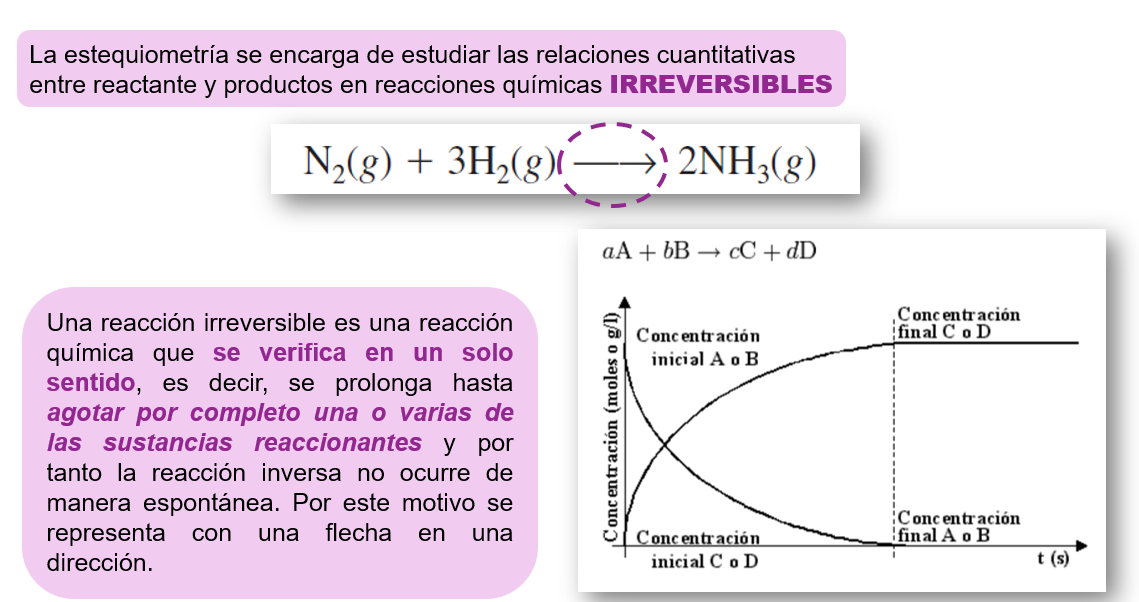 La estequiometría se encarga de estudiar las relaciones cuantitativas
entre reactante y productos en reacciones químicas IRREVERSIBLES
N₂(g) + 3H₂(g) ⟶ 2NH₃(g)
Una reacción irreversible es una reacción
química que se verifica en un solo
sentido, es decir, se prolonga hasta
agotar por completo una o varias de
las sustancias reaccionantes y por
tanto la reacción inversa no ocurre de
manera espontánea. Por este motivo se
representa con una flecha en una
dirección.
aA + bB → cC + dD
Concentración (moles o g/l)
Concentración
inicial A o B
Concentración
final C o D
Concentración
inicial C o D
Concentración
final A o B
t (s)